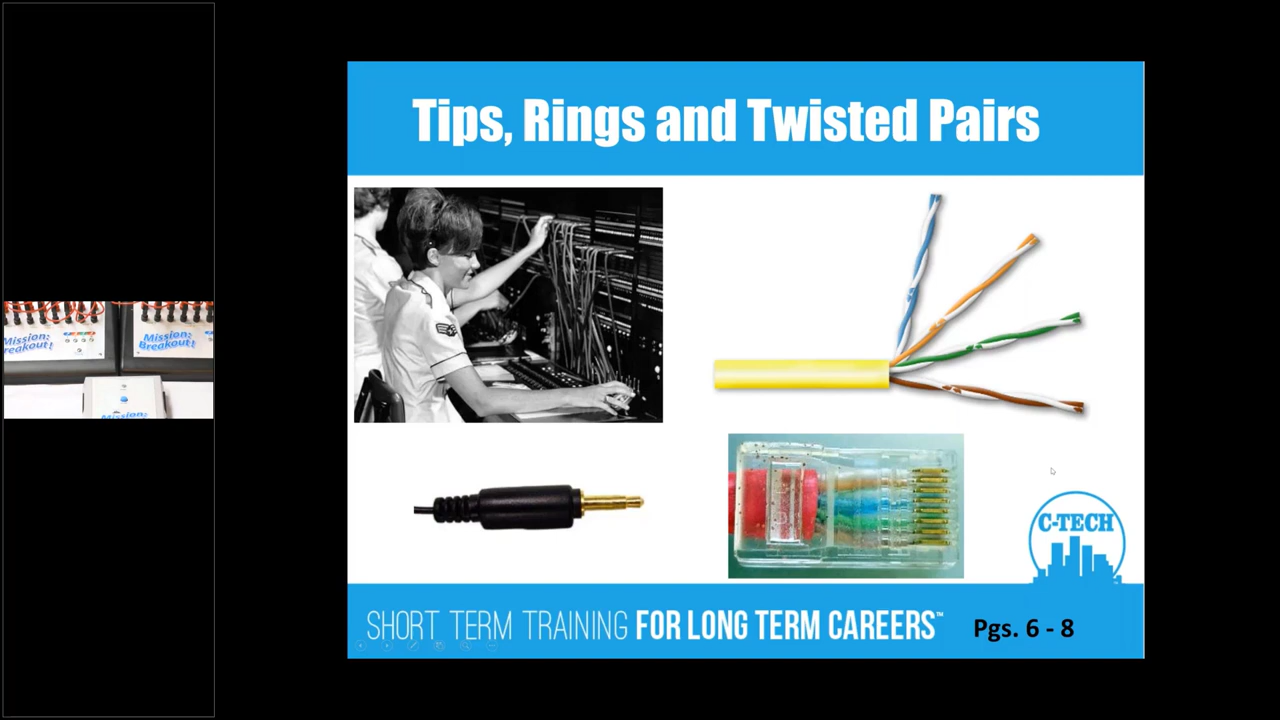 Tips, Rings and Twisted Pairs
Mission:
Breakout!
Mission:
Breakout!
Mission:
C-TECH
SHORT TERM TRAINING FOR LONG TERM CAREERS™
Pgs. 6 - 8